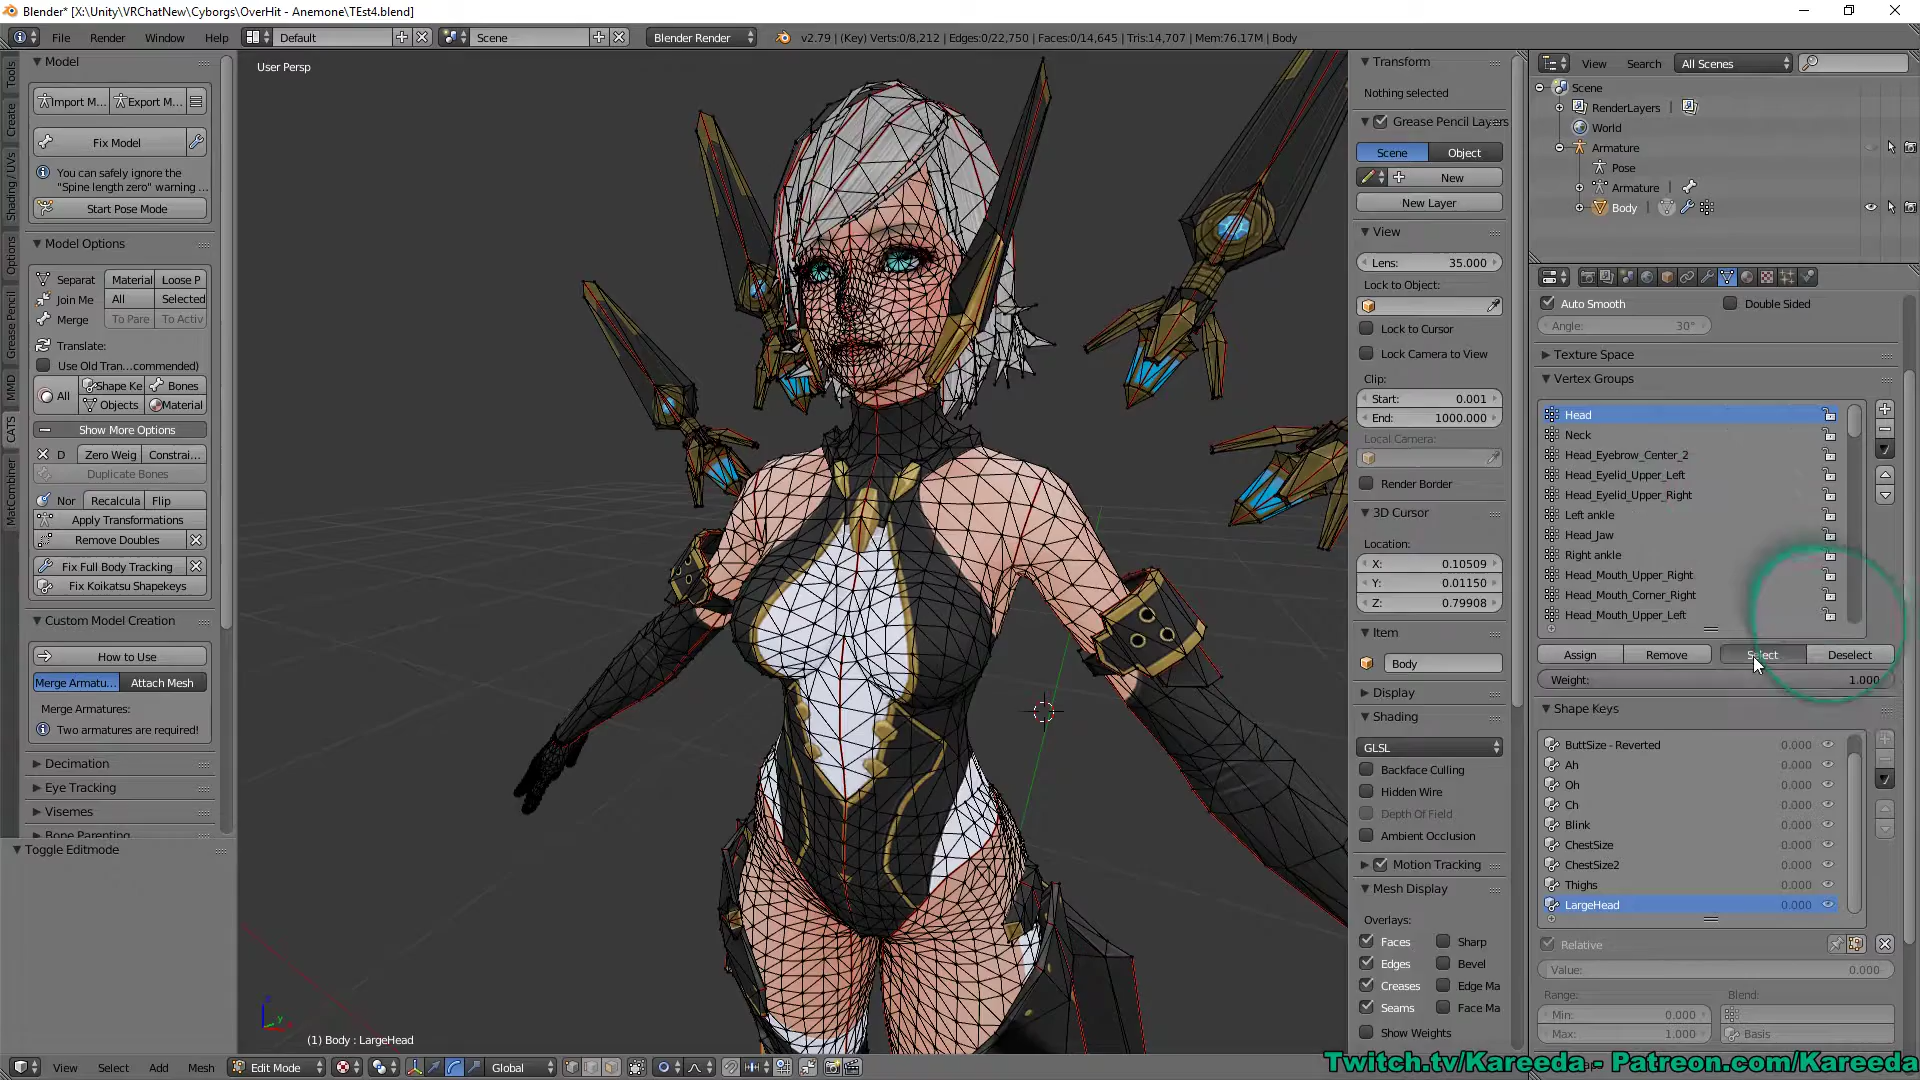 Blender* [X:\Unity\VRChatNew\Cyborgs\OverHit - Anemone\TEst4.blend]
File Render Window Help Default Scene Blender Render v2.79 | (Key) Verts:0/8,212 | Edges:0/22,750 | Faces:0/14,645 | Tris:14,707 | Mem:76.17M | Body
Tools
Create
Shading / UVs
Options
Grease Pencil
MMD
CATS
MatCombiner
Model
Import M... Export M...
Fix Model
You can safely ignore the
"Spine length zero" warning ...
Start Pose Mode
Model Options
Separat Material Loose P
Join Me All Selected
Merge To Pare To Activ
Translate:
Use Old Tran...commended)
All Shape Ke Bones
Objects Material
Show More Options
D Zero Weig Constrai...
Duplicate Bones
Nor Recalcula Flip
Apply Transformations
Remove Doubles
Fix Full Body Tracking
Fix Koikatsu Shapekeys
Custom Model Creation
How to Use
Merge Armatu... Attach Mesh
Merge Armatures:
Two armatures are required!
Decimation
Eye Tracking
Visemes
Bone Parenting
Toggle Editmode
User Persp
(1) Body : LargeHead
View Select Add Mesh Edit Mode Global
Transform
Nothing selected
Grease Pencil Layers
Scene Object
New
New Layer
View
Lens: 35.000
Lock to Object:
Lock to Cursor
Lock Camera to View
Clip:
Start: 0.001
End: 1000.000
Local Camera:
Render Border
3D Cursor
Location:
X: 0.10509
Y: 0.01150
Z: 0.79908
Item
Body
Display
Shading
GLSL
Backface Culling
Hidden Wire
Depth Of Field
Ambient Occlusion
Motion Tracking
Mesh Display
Overlays:
Faces Sharp
Edges Bevel
Creases Edge Ma
Seams Face Ma
Show Weights
View Search All Scenes
Scene
RenderLayers
World
Armature
Pose
Armature
Body
Auto Smooth Double Sided
Angle: 30°
Texture Space
Vertex Groups
Head
Neck
Head_Eyebrow_Center_2
Head_Eyelid_Upper_Left
Head_Eyelid_Upper_Right
Left ankle
Head_Jaw
Right ankle
Head_Mouth_Upper_Right
Head_Mouth_Corner_Right
Head_Mouth_Upper_Left
Assign Remove Select Deselect
Weight: 1.000
Shape Keys
ButtSize - Reverted 0.000
Ah 0.000
Oh 0.000
Ch 0.000
Blink 0.000
ChestSize 0.000
ChestSize2 0.000
Thighs 0.000
LargeHead 0.000
Relative
Value: 0.000
Range: Blend:
Min: 0.000
Max: 1.000 Basis
Twitch.tv/Kareeda - Patreon.com/Kareeda